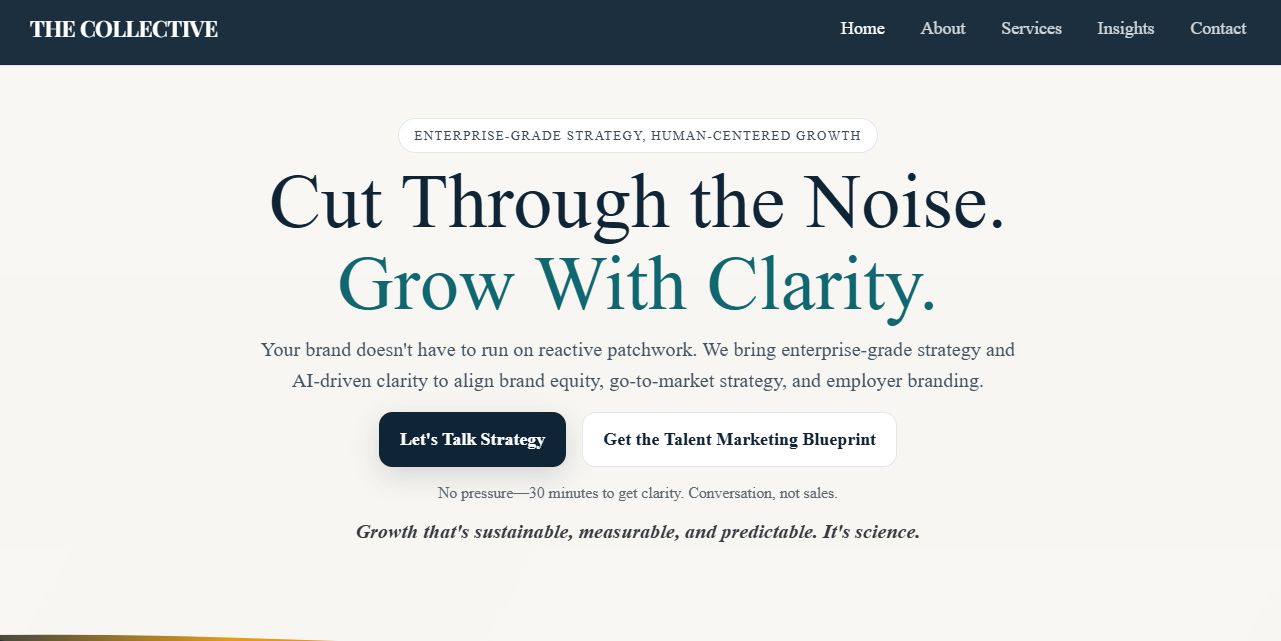 THE COLLECTIVE
Home About Services Insights Contact
ENTERPRISE-GRADE STRATEGY, HUMAN-CENTERED GROWTH
Cut Through the Noise.
Grow With Clarity.
Your brand doesn't have to run on reactive patchwork. We bring enterprise-grade strategy and
AI-driven clarity to align brand equity, go-to-market strategy, and employer branding.
Let's Talk Strategy
Get the Talent Marketing Blueprint
No pressure—30 minutes to get clarity. Conversation, not sales.
Growth that's sustainable, measurable, and predictable. It's science.